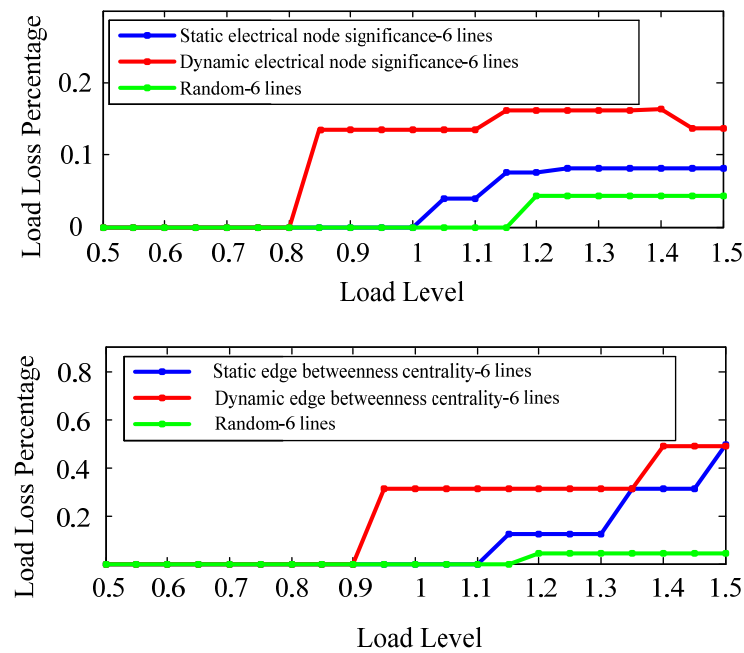 Static electrical node significance-6 lines
Dynamic electrical node significance-6 lines
Random-6 lines
Load Loss Percentage
0.2
0.1
0
0.5 0.6 0.7 0.8 0.9 1 1.1 1.2 1.3 1.4 1.5
Load Level
Static edge betweenness centrality-6 lines
Dynamic edge betweenness centrality-6 lines
Random-6 lines
Load Loss Percentage
0.8
0.6
0.4
0.2
0.5 0.6 0.7 0.8 0.9 1 1.1 1.2 1.3 1.4 1.5
Load Level